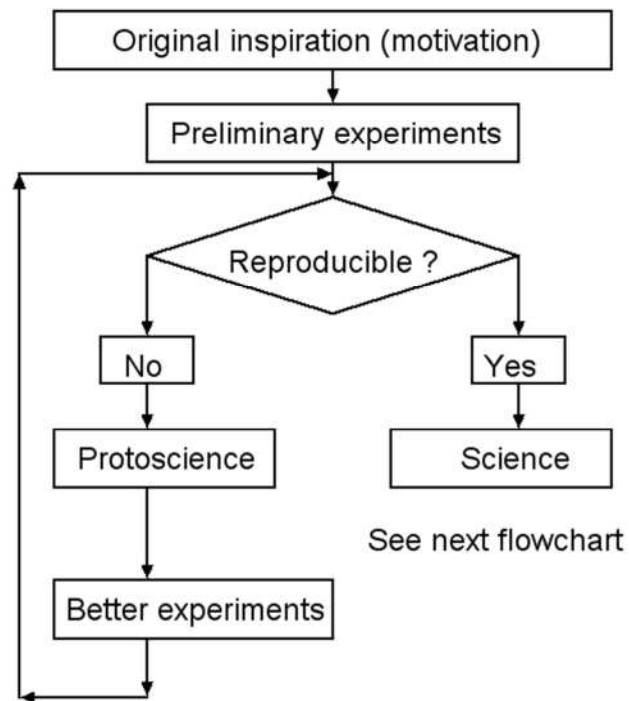 Original inspiration (motivation)
Preliminary experiments
Reproducible ?
No
Yes
Protoscience
Science
See next flowchart
Better experiments